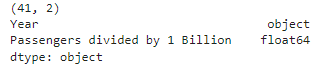 (41, 2)
Year object
Passengers divided by 1 Billion float64
dtype: object